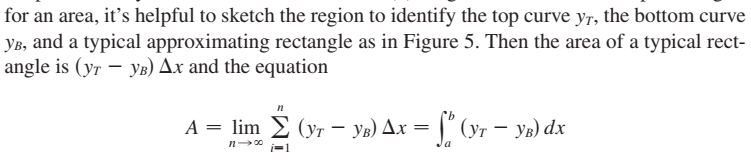 for an area, it's helpful to sketch the region to identify the top curve y_T, the bottom curve
y_B, and a typical approximating rectangle as in Figure 5. Then the area of a typical rect-
angle is (y_T − y_B) Δx and the equation
A = lim_{n→∞} ∑_{i=1}^{n} (y_T − y_B) Δx = ∫_a^b (y_T − y_B) dx